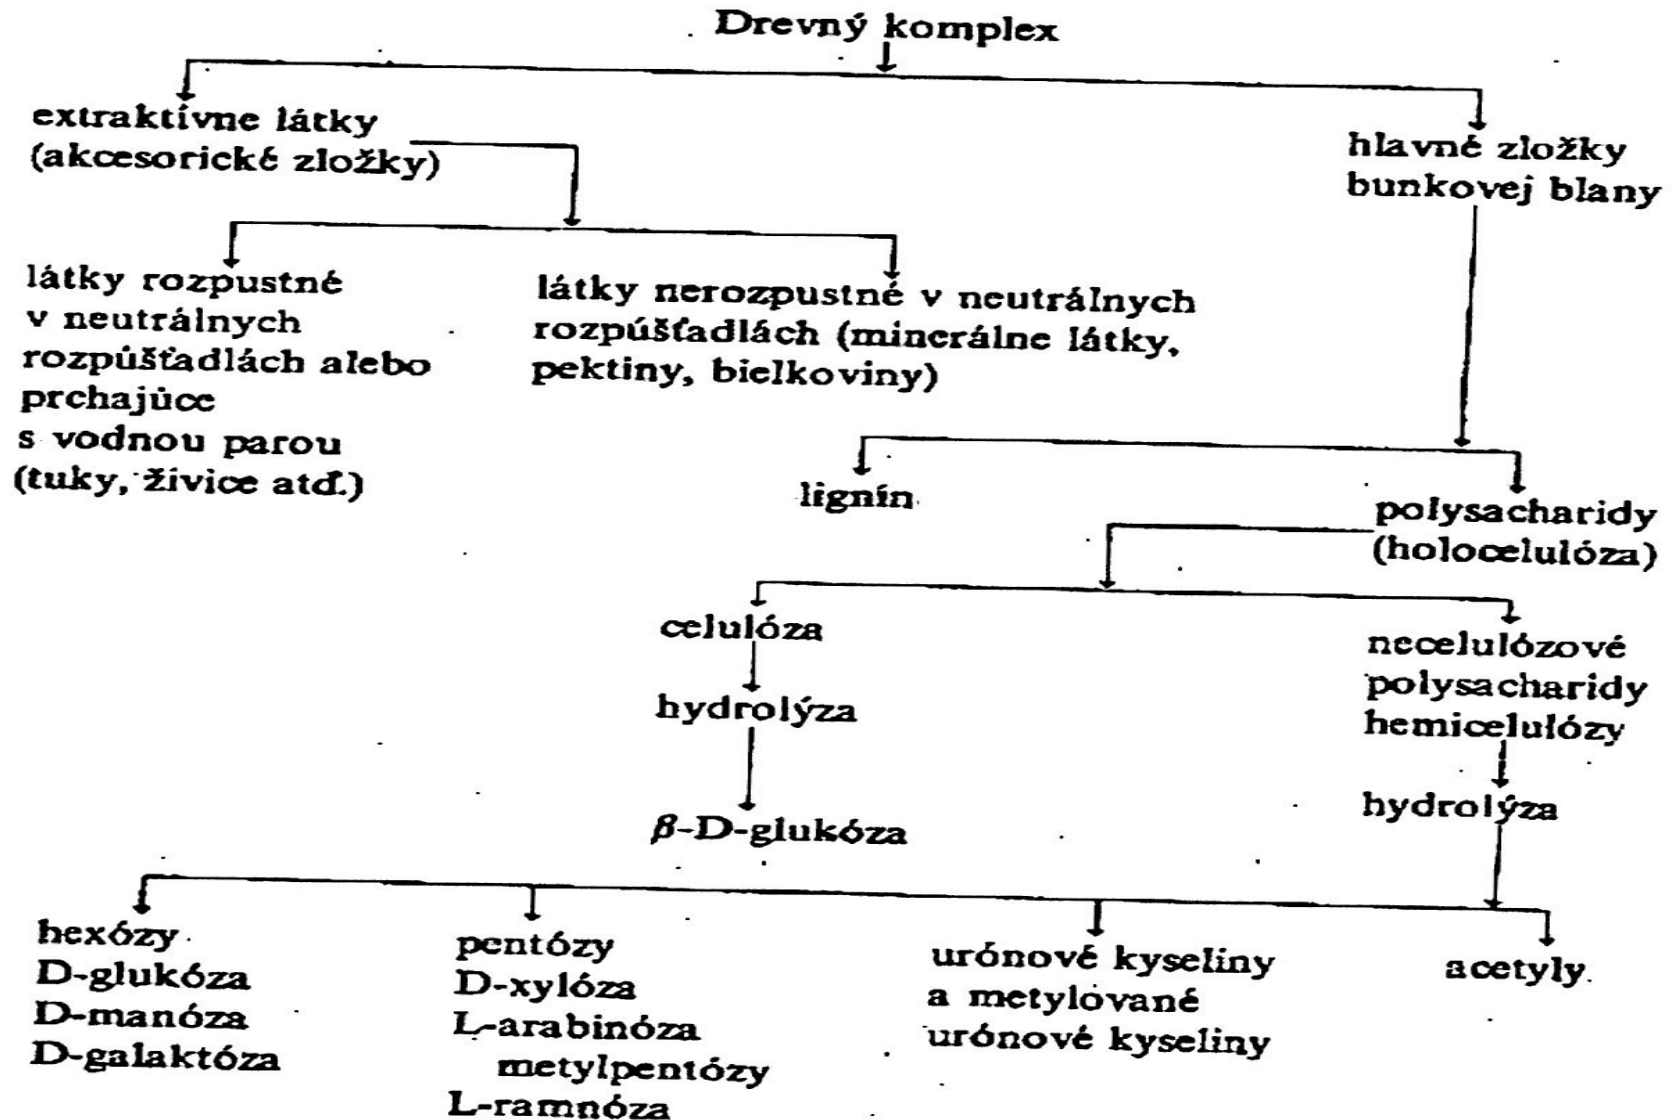 Drevný komplex
extraktívne látky
(akcesorické zložky)
hlavné zložky
bunkovej blany
látky rozpustné
v neutrálnych
rozpúšťadlách alebo
prchajúce
s vodnou parou
(tuky, živice atď.)
látky nerozpustné v neutrálnych
rozpúšťadlách (minerálne látky,
pektiny, bielkoviny)
lignín
polysacharidy
(holocelulóza)
celulóza
hydrolýza
β-D-glukóza
necelulózové
polysacharidy
hemicelulózy
hydrolýza
hexózy
D-glukóza
D-manóza
D-galaktóza
pentózy
D-xylóza
L-arabinóza
metylpentózy
L-ramnóza
urónové kyseliny
a metylované
urónové kyseliny
acetyly